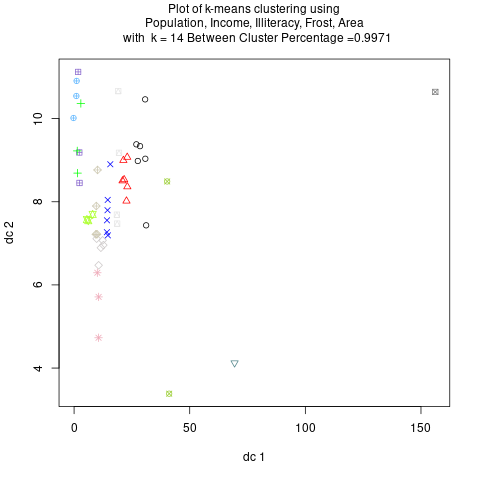 Plot of k-means clustering using
Population, Income, Illiteracy, Frost, Area
with k = 14 Between Cluster Percentage =0.9971
dc 2
10
8
6
4
0
50
100
150
dc 1